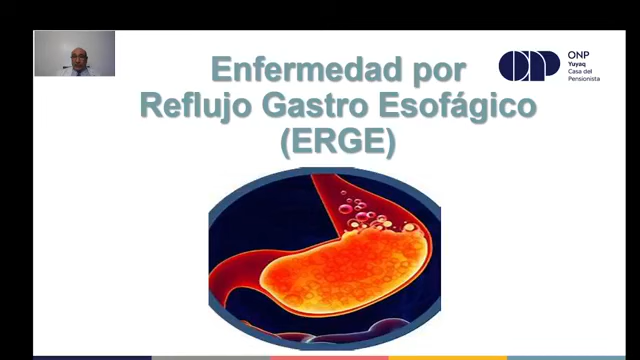 Enfermedad por
Reflujo Gastro Esofágico
(ERGE)
ONP
Yuyaq
Casa del
Pensionista